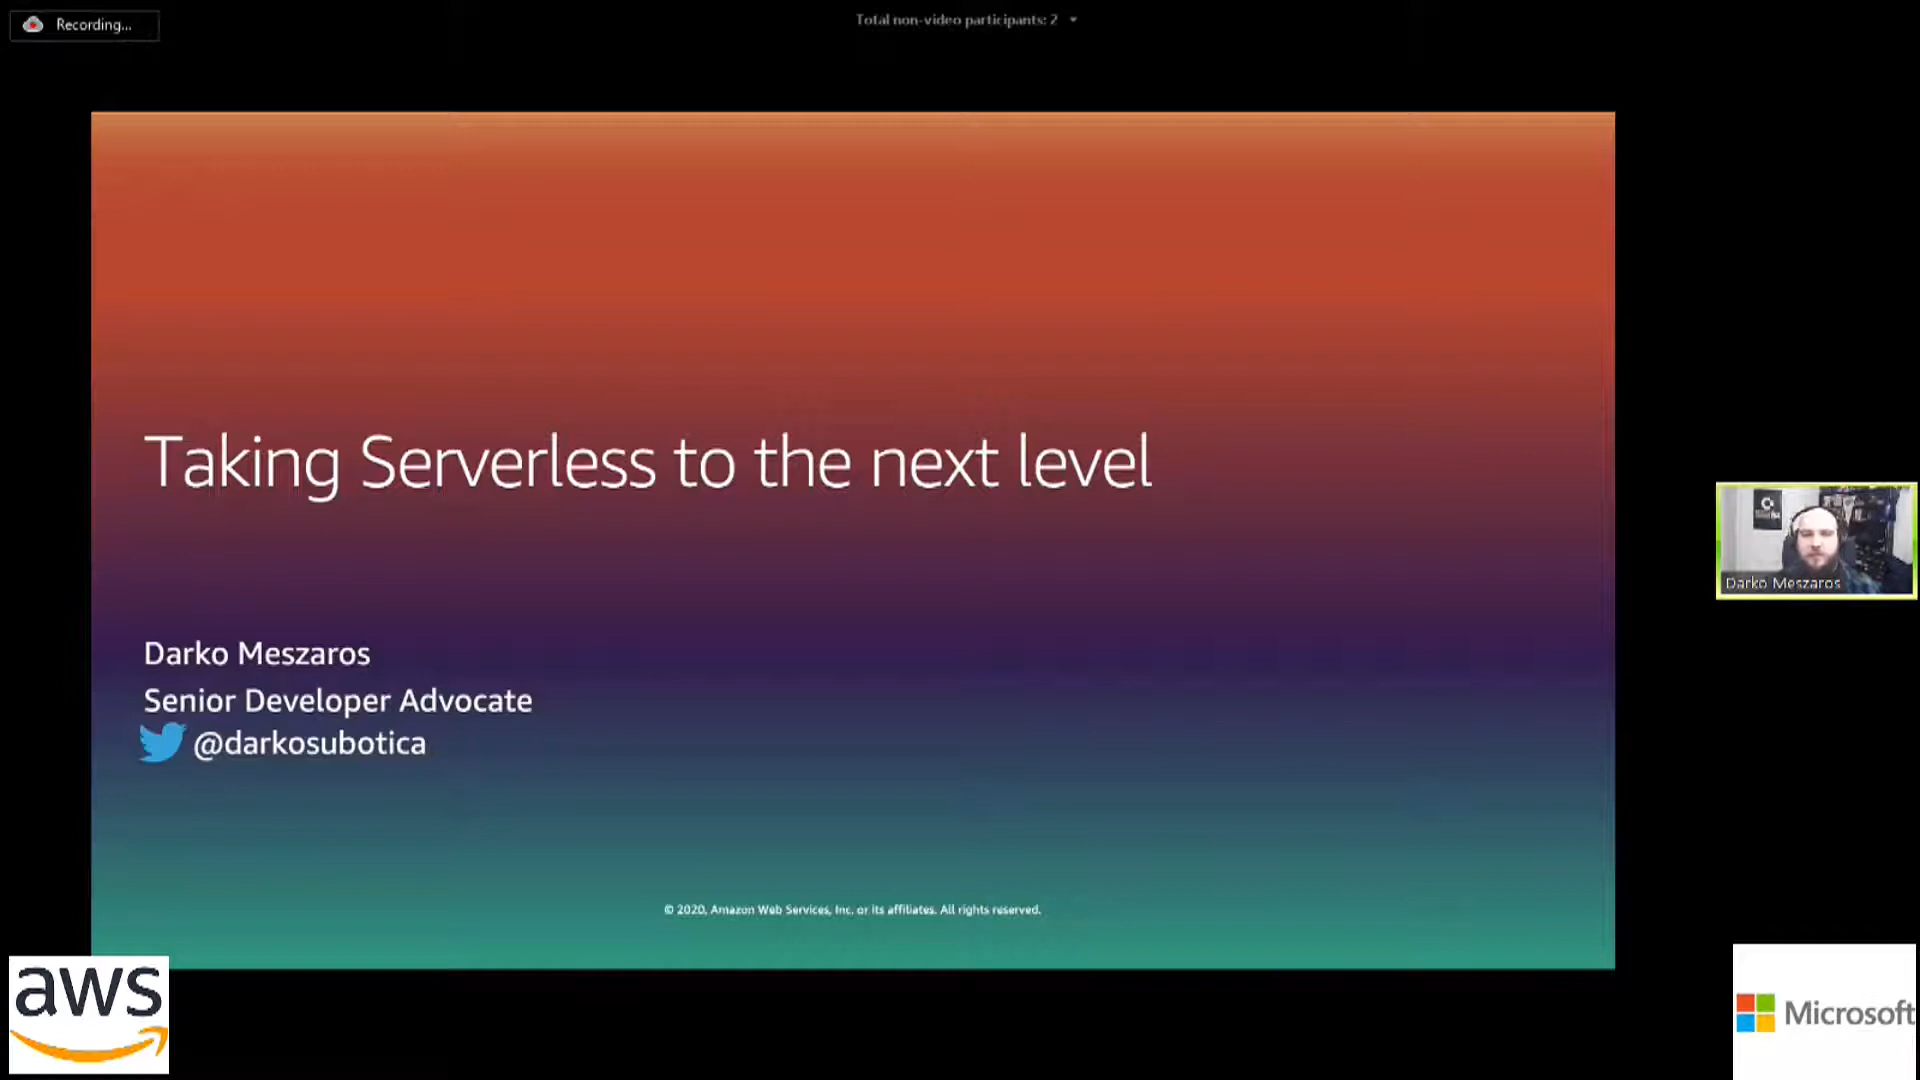 Recording...
Total non-video participants: 2
Taking Serverless to the next level
Darko Meszaros
Darko Meszaros
Senior Developer Advocate
@darkosubotica
© 2020, Amazon Web Services, Inc. or its affiliates. All rights reserved.
aws
Microsoft